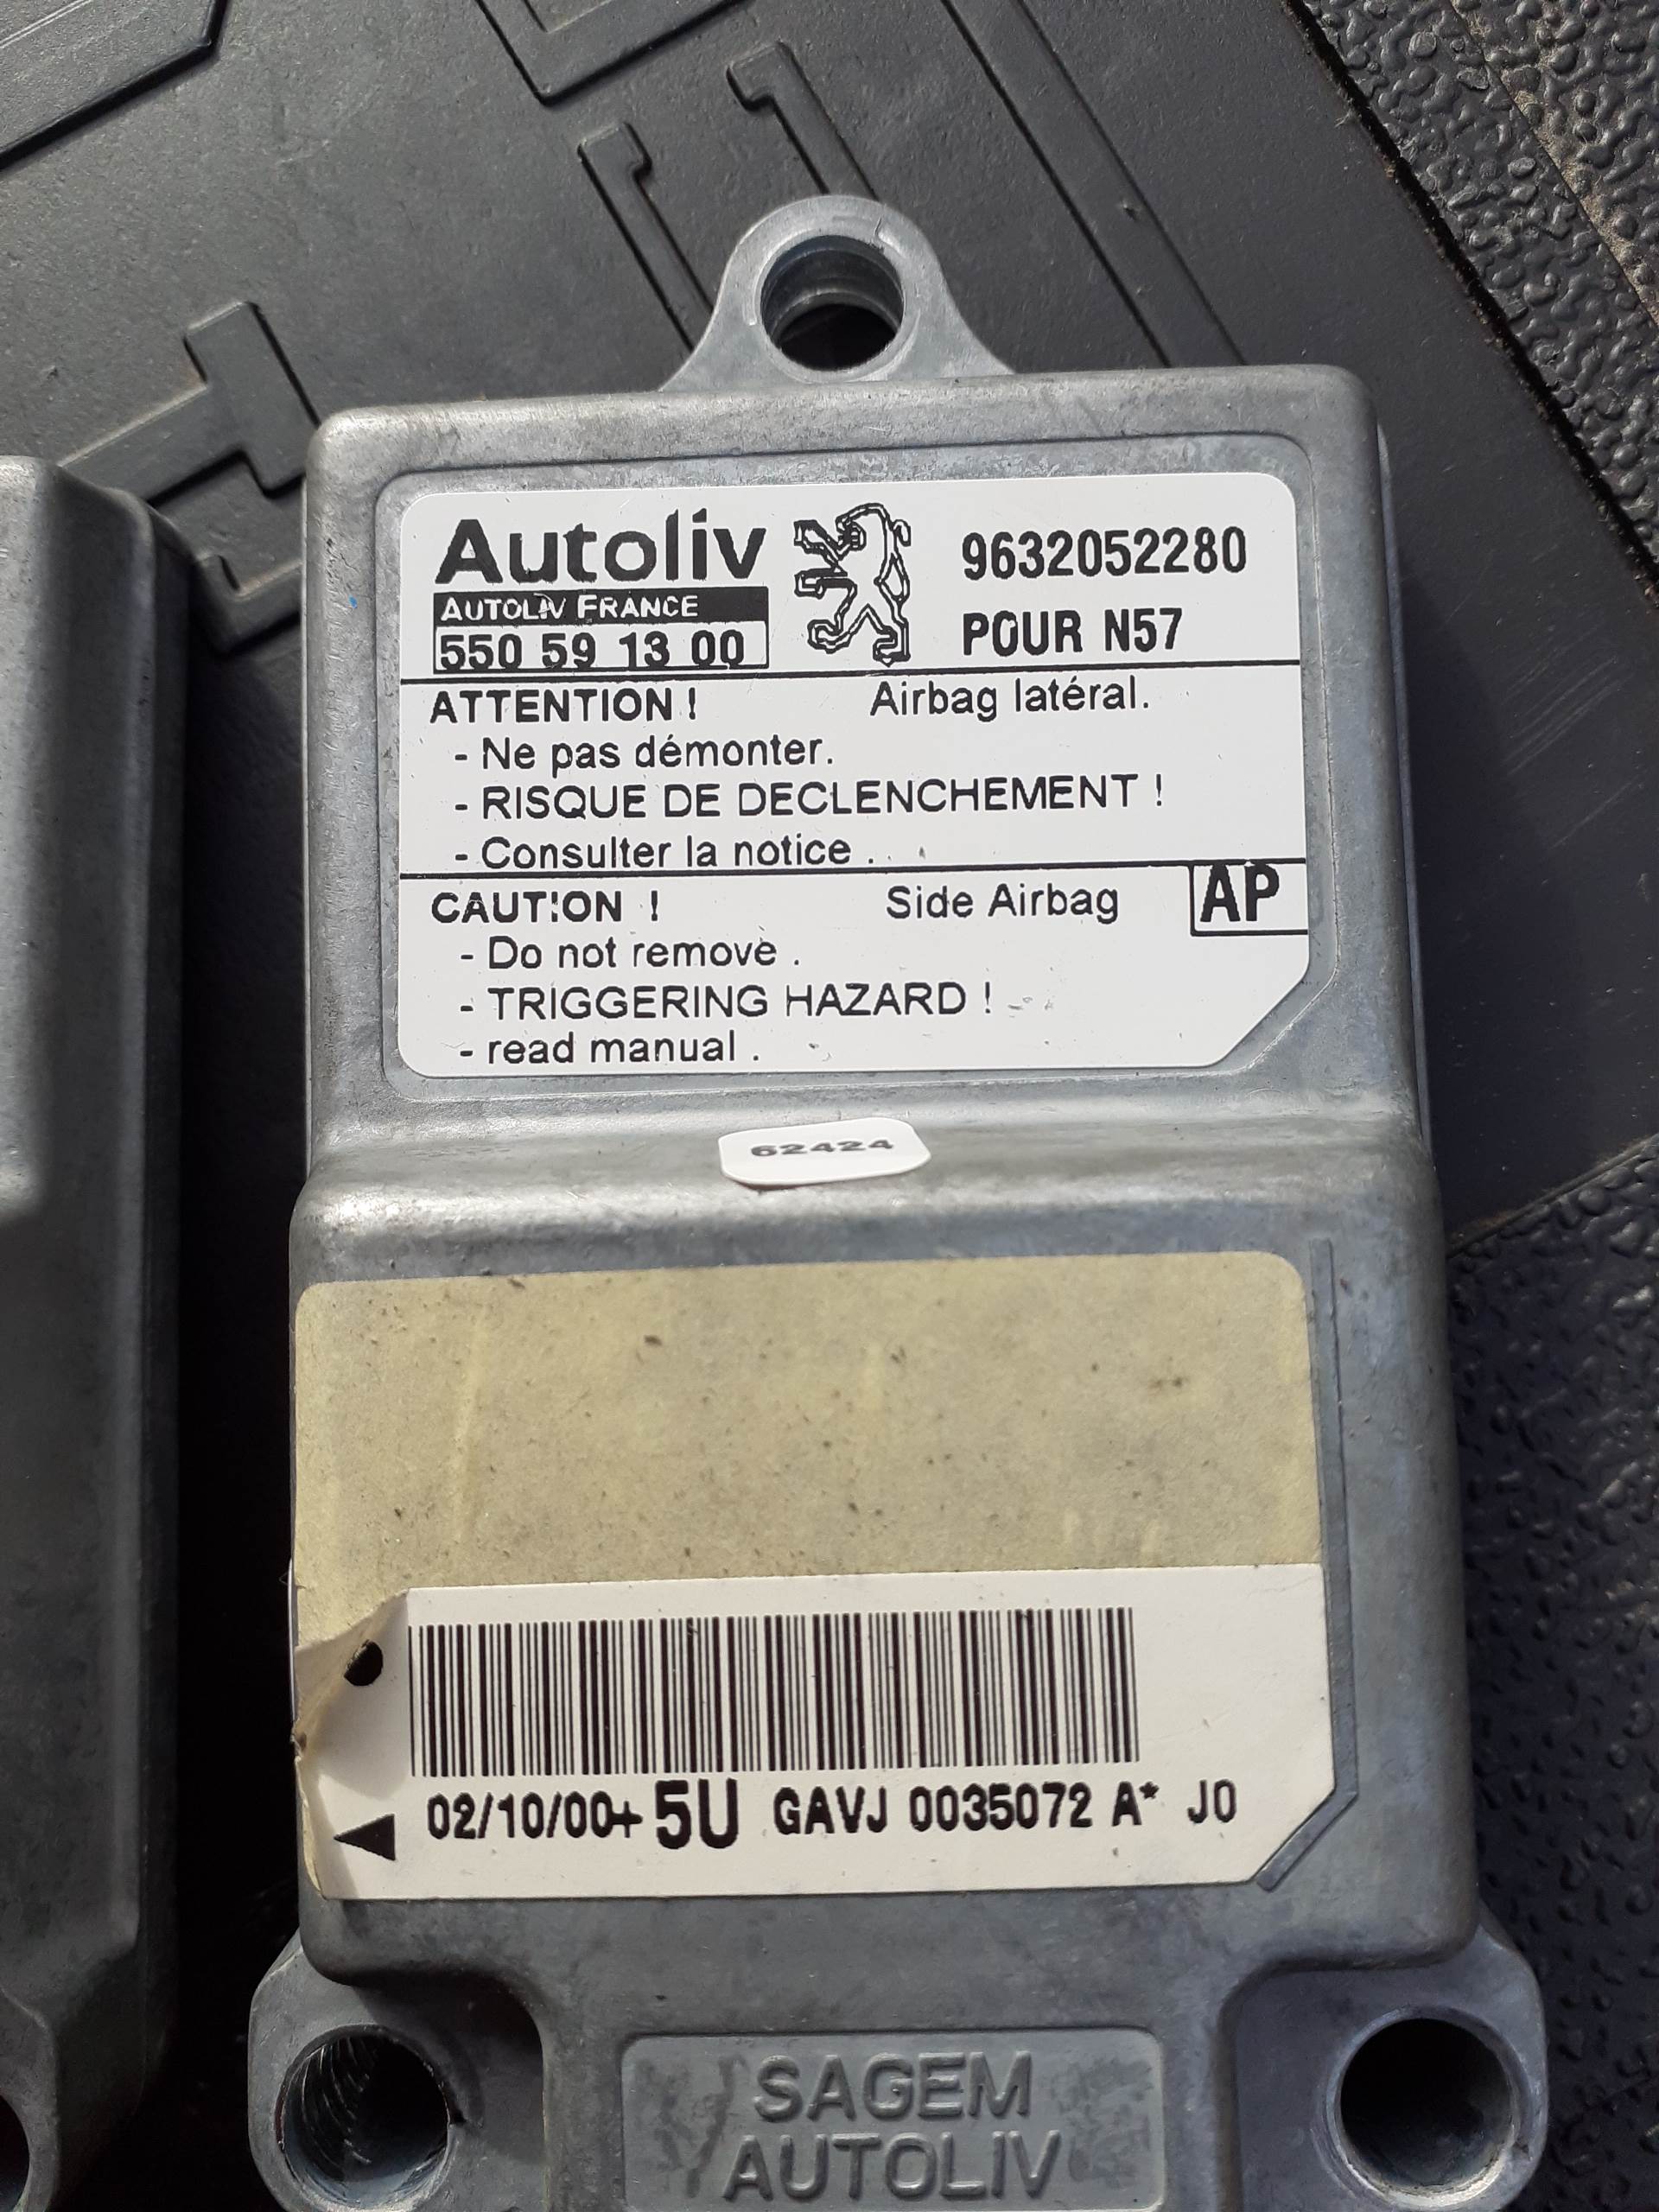 Autoliv
AUTOLIV FRANCE
550 59 13 00
9632052280
POUR N57
ATTENTION ! Airbag latéral.
- Ne pas démonter.
- RISQUE DE DECLENCHEMENT !
- Consulter la notice .
CAUTION ! Side Airbag AP
- Do not remove .
- TRIGGERING HAZARD !
- read manual .
62424
02/10/00+ 5U GAVJ 0035072 A* J0
SAGEM
AUTOLIV